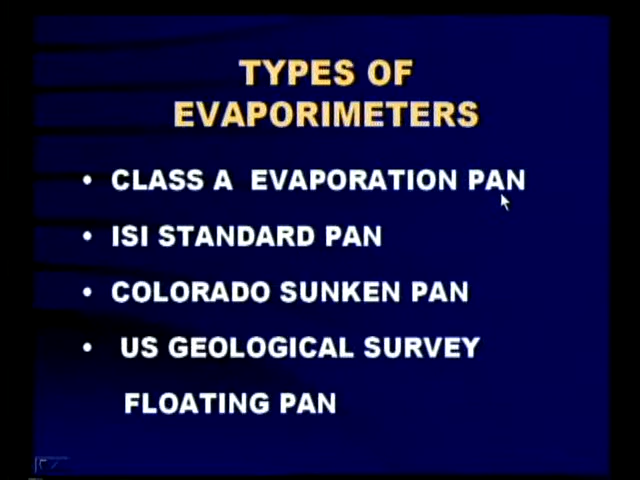 TYPES OF
EVAPORIMETERS
• CLASS A EVAPORATION PAN
• ISI STANDARD PAN
• COLORADO SUNKEN PAN
• US GEOLOGICAL SURVEY
FLOATING PAN